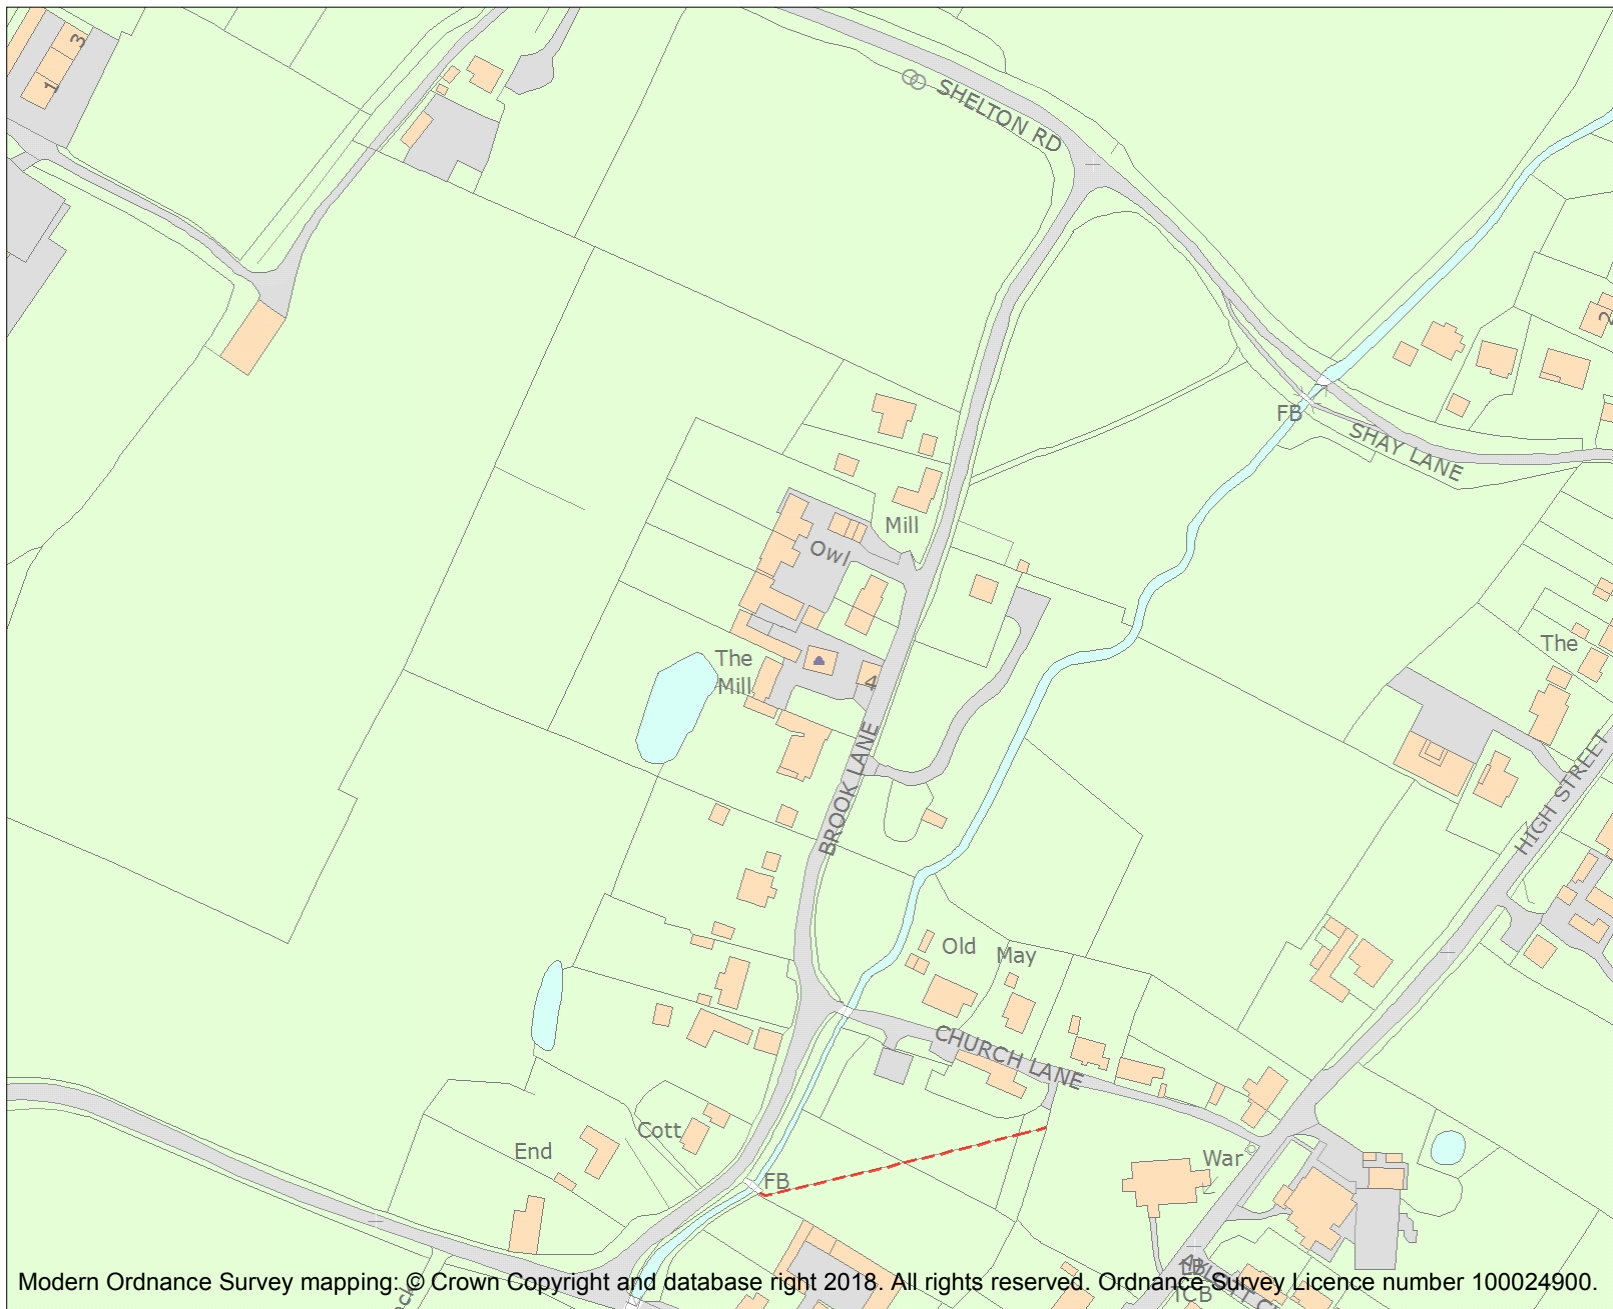 3
1
SHELTON RD
2
FB
SHAY LANE
Mill
Owl
The
The
Mill
4
BROOK LANE
HIGH STREET
Old
May
CHURCH LANE
Cott
End
War
FB
TCB
Modern Ordnance Survey mapping: © Crown Copyright and database right 2018. All rights reserved. Ordnance Survey Licence number 100024900.